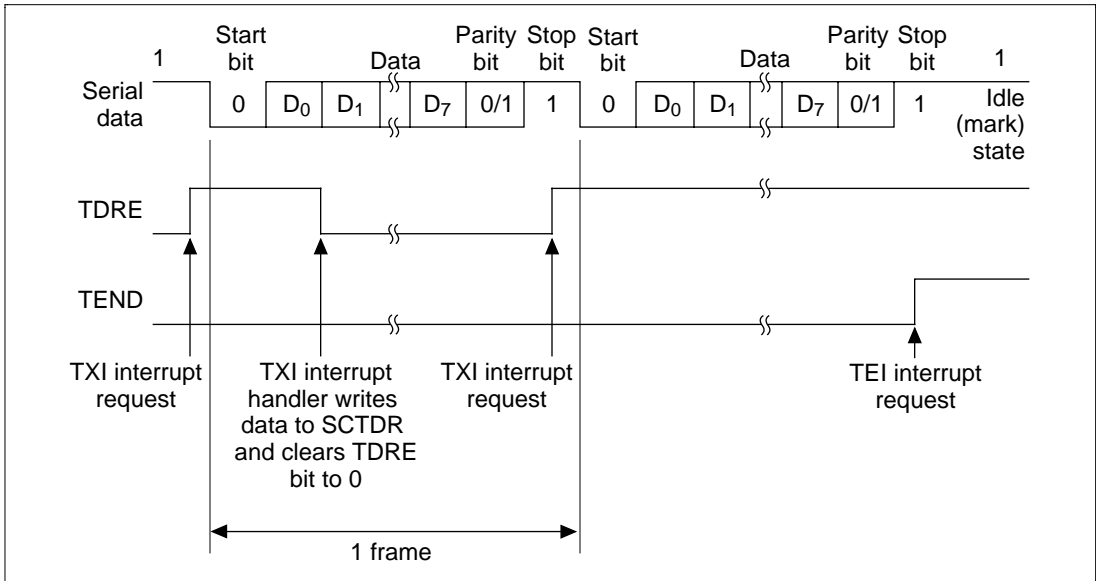 Start bit
Parity bit
Stop bit
Start bit
Parity bit
Stop bit
1
Data
Data
1
Serial data
0
D0
D1
D7
0/1
1
0
D0
D1
D7
0/1
1
Idle (mark) state
TDRE
TEND
TXI interrupt request
TXI interrupt handler writes data to SCTDR and clears TDRE bit to 0
TXI interrupt request
TEI interrupt request
1 frame